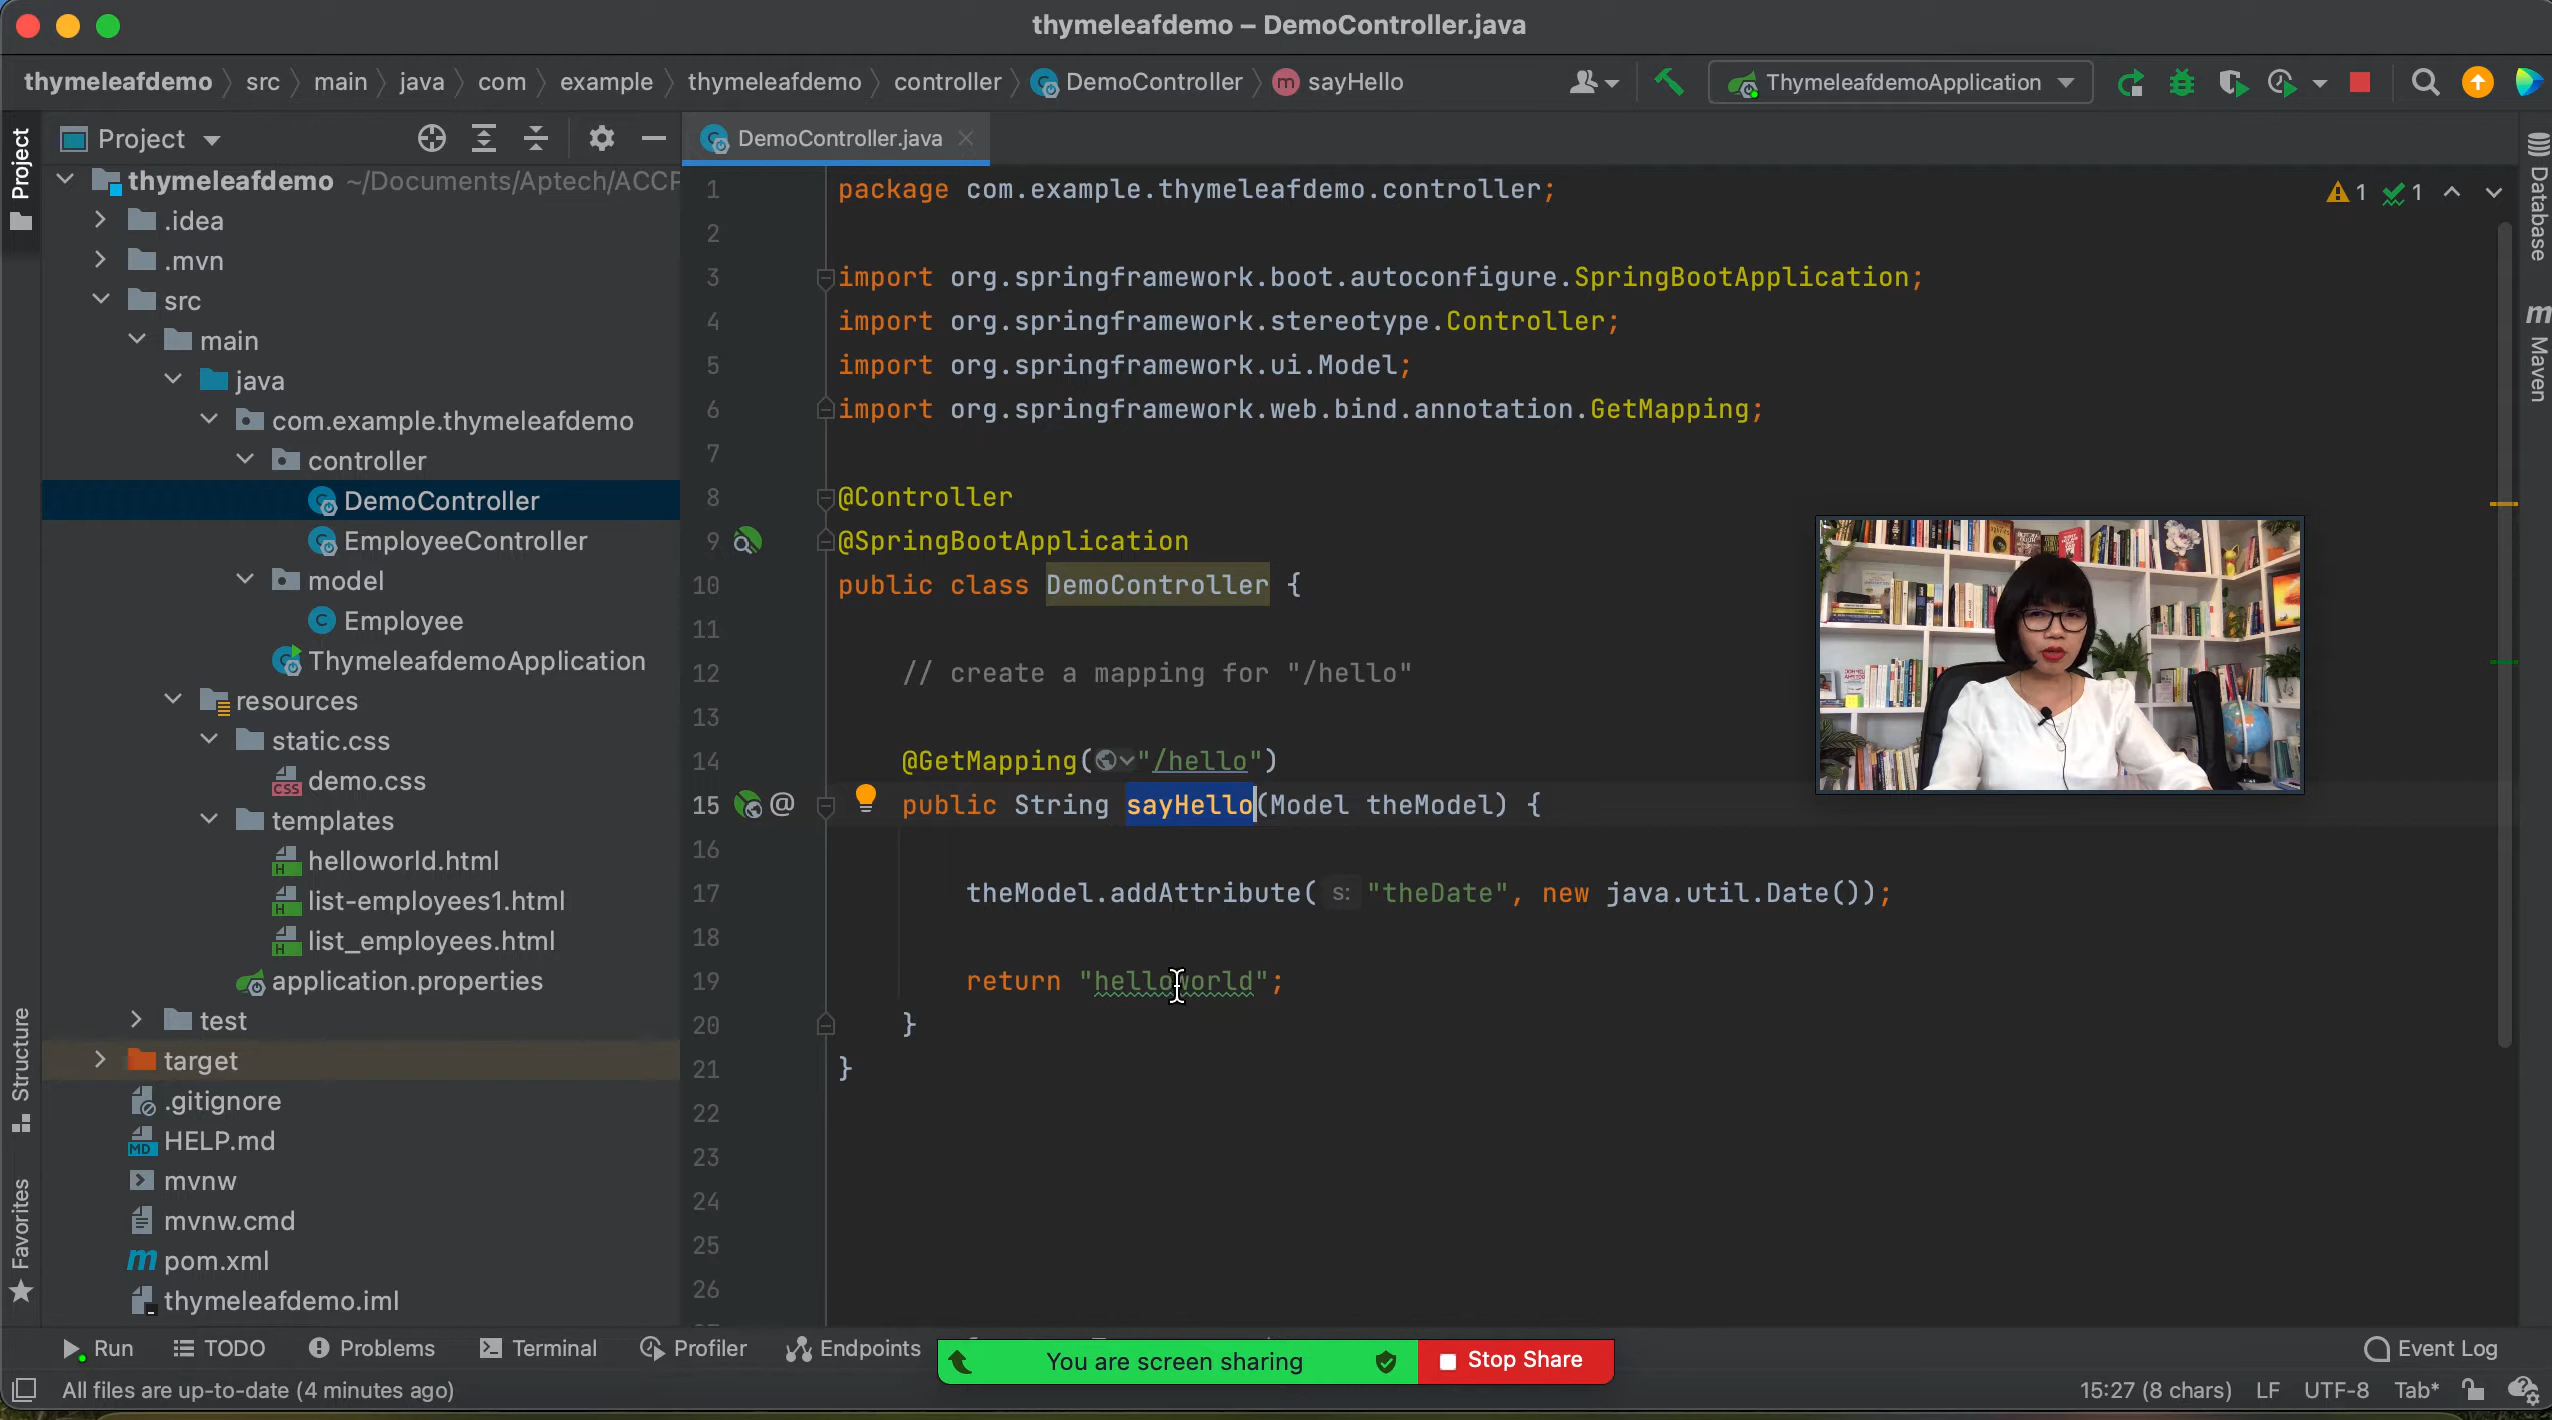 thymeleafdemo – DemoController.java
thymeleafdemo src main java com example thymeleafdemo controller DemoController m sayHello
ThymeleafdemoApplication
Project
Project
DemoController.java
Database
m Maven
Structure
Favorites
thymeleafdemo ~/Documents/Aptech/ACCP
.idea
.mvn
src
main
java
com.example.thymeleafdemo
controller
DemoController
EmployeeController
model
Employee
ThymeleafdemoApplication
resources
static.css
demo.css
templates
helloworld.html
list-employees1.html
list_employees.html
application.properties
test
target
.gitignore
HELP.md
mvnw
mvnw.cmd
pom.xml
thymeleafdemo.iml
1 package com.example.thymeleafdemo.controller;
2
3 import org.springframework.boot.autoconfigure.SpringBootApplication;
4 import org.springframework.stereotype.Controller;
5 import org.springframework.ui.Model;
6 import org.springframework.web.bind.annotation.GetMapping;
7
8 @Controller
9 @SpringBootApplication
10 public class DemoController {
11
12 // create a mapping for "/hello"
13
14 @GetMapping("/hello")
15 @ public String sayHello(Model theModel) {
16
17 theModel.addAttribute( s: "theDate", new java.util.Date());
18
19 return "helloworld";
20 }
21 }
22
23
24
25
26
1 1
Run TODO Problems Terminal Profiler Endpoints
You are screen sharing Stop Share
Event Log
All files are up-to-date (4 minutes ago)
15:27 (8 chars) LF UTF-8 Tab*